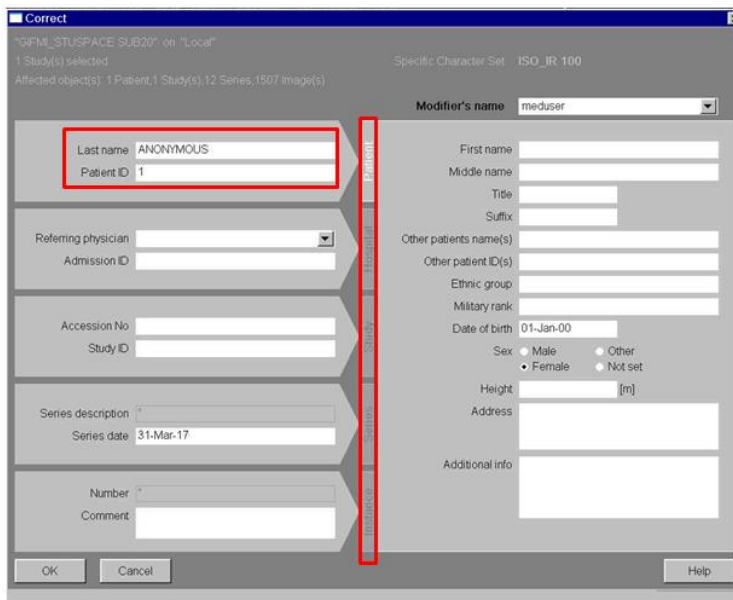 Correct
"GIFMI_STUSPACE SUB20" on "Local"
1 Study(s) selected
Affected object(s): 1 Patient,1 Study(s),12 Series,1507 Image(s)
Specific Character Set ISO_IR 100
Modifier's name meduser
Last name ANONYMOUS
Patient ID 1
Referring physician
Admission ID
Accession No
Study ID
Series description *
Series date 31-Mar-17
Number *
Comment
Patient
Hospital
Study
Series
Instance
First name
Middle name
Title
Suffix
Other patients name(s)
Other patient ID(s)
Ethnic group
Military rank
Date of birth 01-Jan-00
Sex Male Other
Female Not set
Height [m]
Address
Additional info
OK Cancel Help